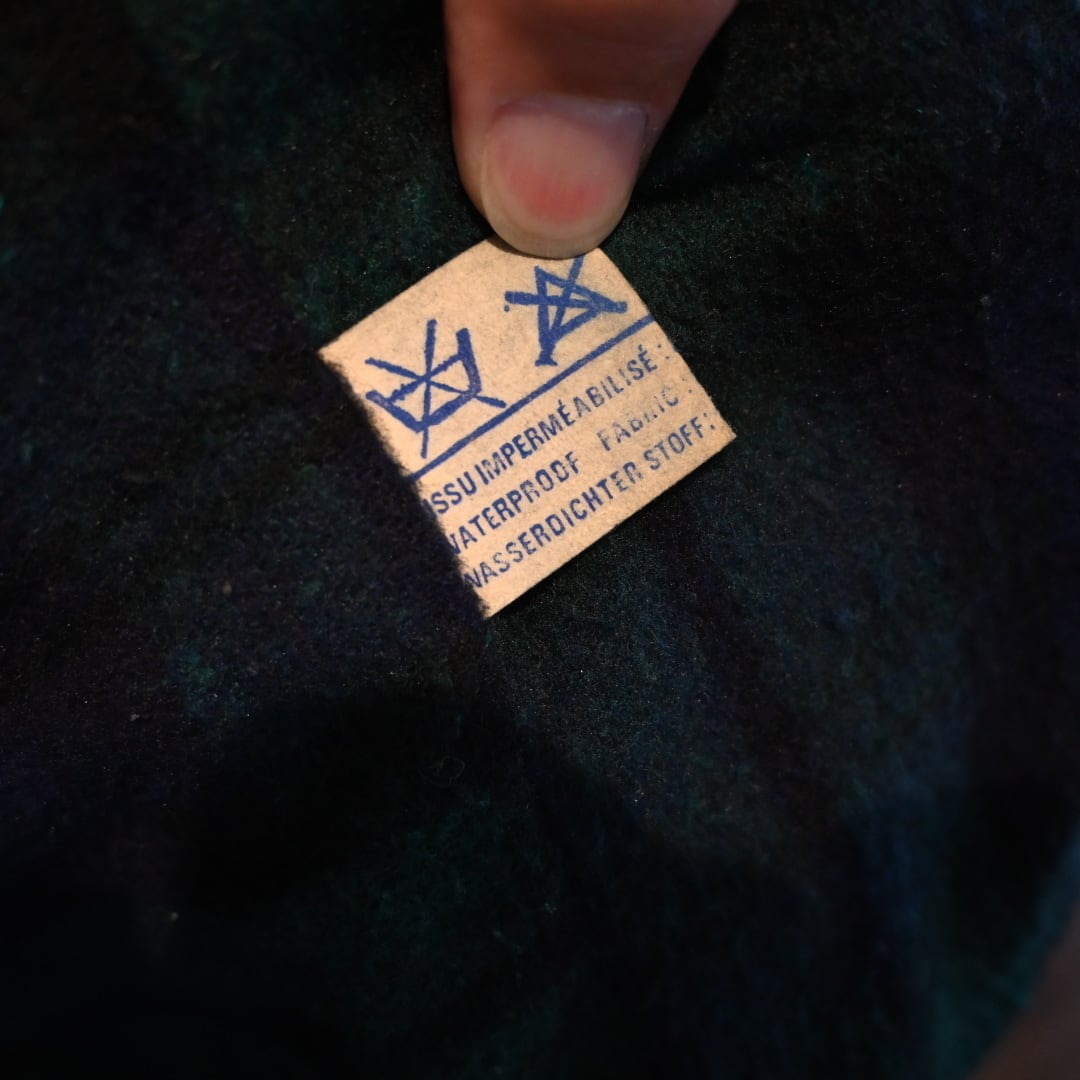 ISSU IMPERMÉABILISÉ :
WATERPROOF FABRIC :
WASSERDICHTER STOFF: